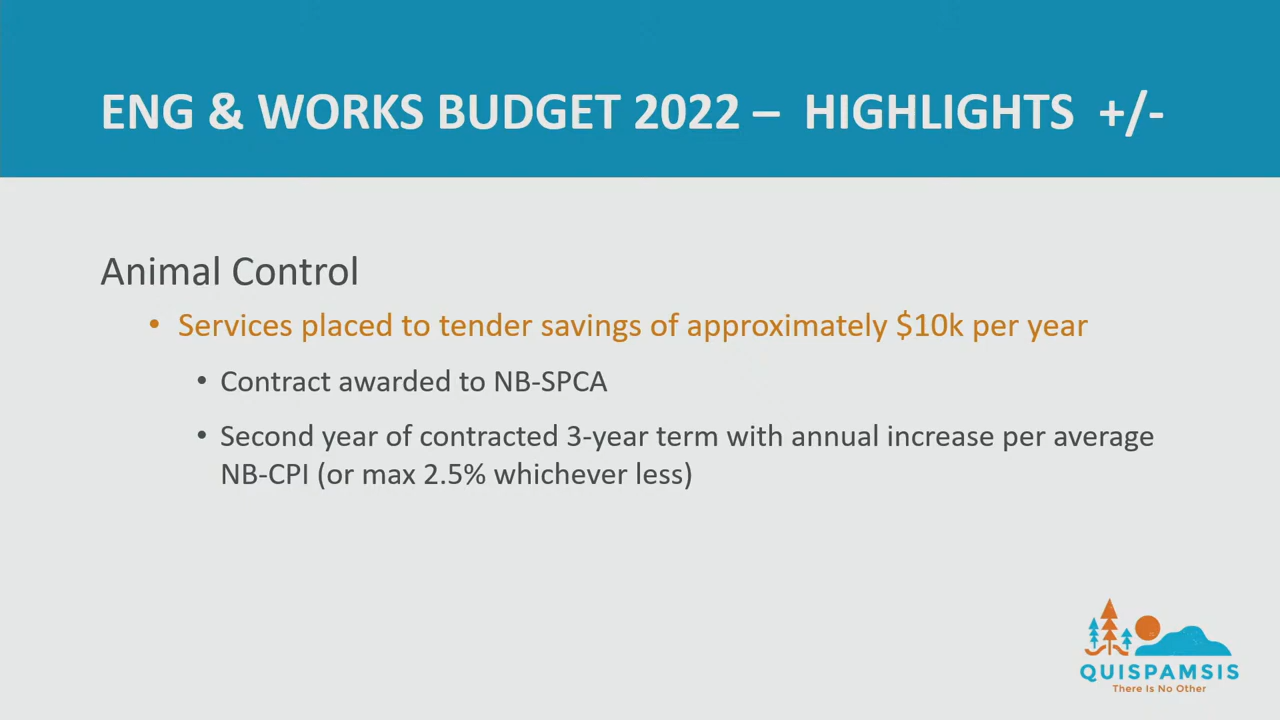 ENG & WORKS BUDGET 2022 – HIGHLIGHTS +/-
Animal Control
• Services placed to tender savings of approximately $10k per year
• Contract awarded to NB-SPCA
• Second year of contracted 3-year term with annual increase per average
NB-CPI (or max 2.5% whichever less)
QUISPAMSIS
There Is No Other